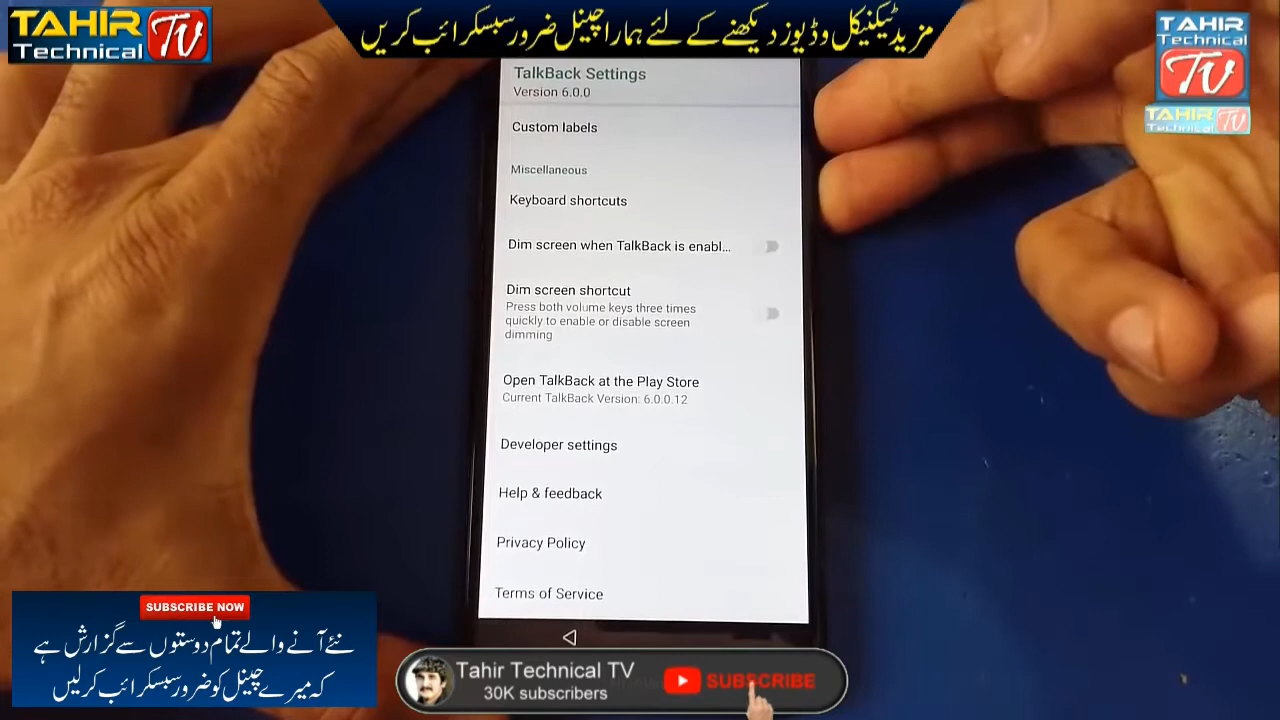 TAHIR
Technical TV
مزید ٹیکنیکل وڈیوز دیکھنے کے لئے ہمارا چینل ضرور سبسکرائب کریں
TAHIR
Technical
TV
TAHIR
Technical TV
TalkBack Settings
Version 6.0.0
Custom labels
Miscellaneous
Keyboard shortcuts
Dim screen when TalkBack is enabl...
Dim screen shortcut
Press both volume keys three times
quickly to enable or disable screen
dimming
Open TalkBack at the Play Store
Current TalkBack Version: 6.0.0.12
Developer settings
Help & feedback
Privacy Policy
Terms of Service
SUBSCRIBE NOW
نئے آنے والے تمام دوستوں سے گزارش ہے
کہ میرے چینل کو ضرور سبسکرائب کرلیں
Tahir Technical TV
30K subscribers
SUBSCRIBE